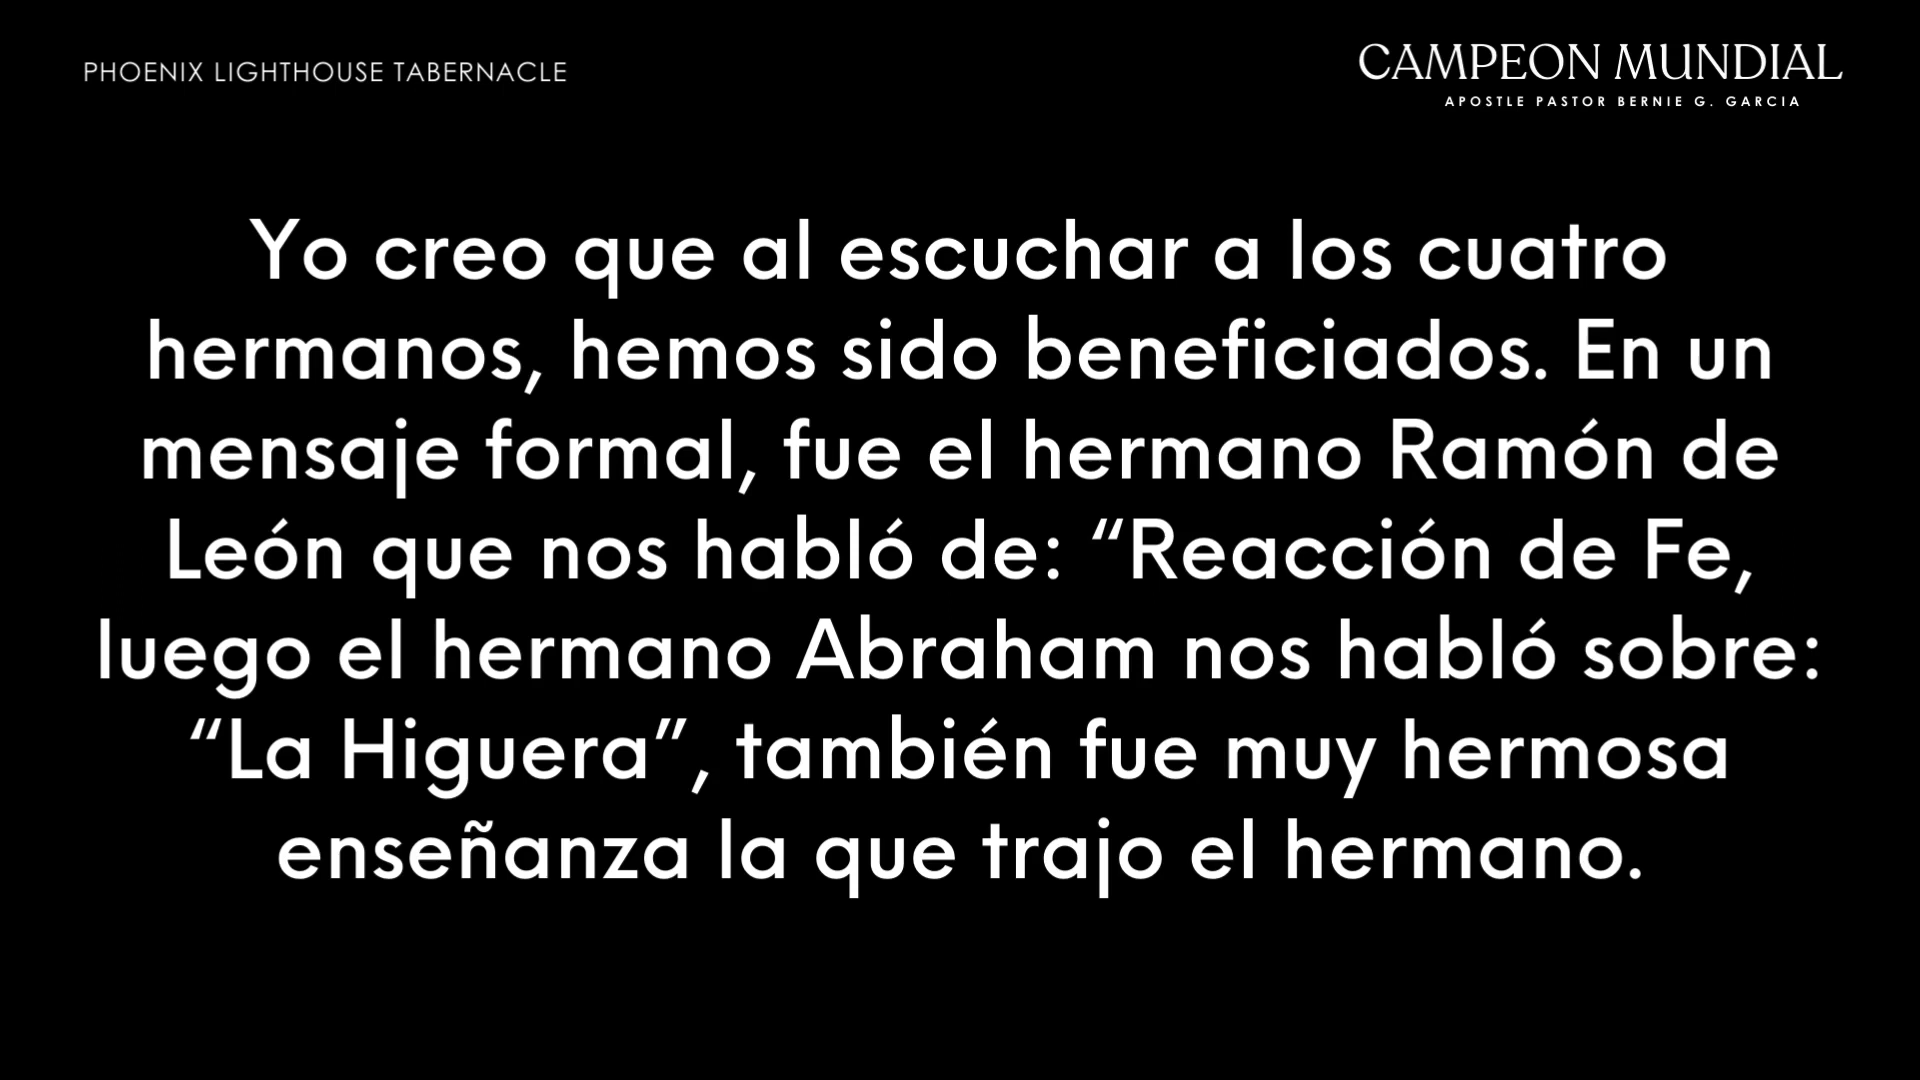 PHOENIX LIGHTHOUSE TABERNACLE
CAMPEON MUNDIAL
APOSTLE PASTOR BERNIE G. GARCIA
Yo creo que al escuchar a los cuatro
hermanos, hemos sido beneficiados. En un
mensaje formal, fue el hermano Ramón de
León que nos habló de: “Reacción de Fe,
luego el hermano Abraham nos habló sobre:
“La Higuera”, también fue muy hermosa
enseñanza la que trajo el hermano.